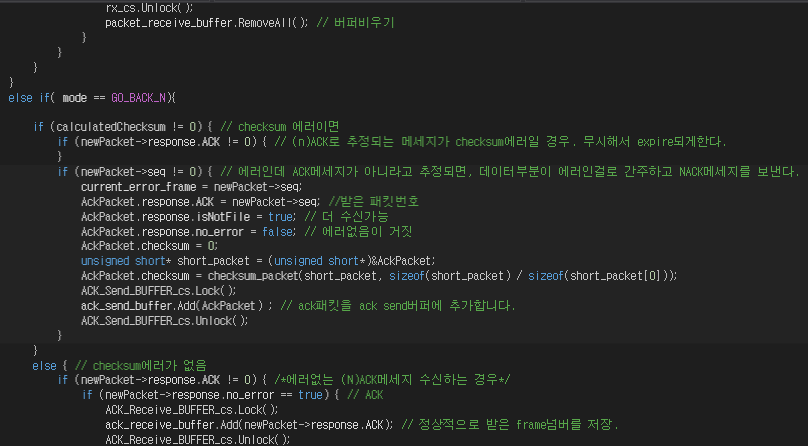 rx_cs.Unlock();
packet_receive_buffer.RemoveAll(); // 버퍼비우기
}
}
}
}
else if( mode == GO_BACK_N){
if (calculatedChecksum != 0) { // checksum 에러이면
if (newPacket->response.ACK != 0) { // (n)ACK로 추정되는 메세지가 checksum에러일 경우. 무시해서 expire되게한다.
}
if (newPacket->seq != 0) { // 에러인데 ACK메세지가 아니라고 추정되면, 데이터부분이 에러인걸로 간주하고 NACK메세지를 보낸다.
current_error_frame = newPacket->seq;
AckPacket.response.ACK = newPacket->seq; //받은 패킷번호
AckPacket.response.isNotFile = true; // 더 수신가능
AckPacket.response.no_error = false; // 에러없음이 거짓
AckPacket.checksum = 0;
unsigned short* short_packet = (unsigned short*)&AckPacket;
AckPacket.checksum = checksum_packet(short_packet, sizeof(short_packet) / sizeof(short_packet[0]));
ACK_Send_BUFFER_cs.Lock();
ack_send_buffer.Add(AckPacket) ; // ack패킷을 ack send버퍼에 추가합니다.
ACK_Send_BUFFER_cs.Unlock();
}
}
else { // checksum에러가 없음
if (newPacket->response.ACK != 0) { /*에러없는 (N)ACK메세지 수신하는 경우*/
if (newPacket->response.no_error == true) { // ACK
ACK_Receive_BUFFER_cs.Lock();
ack_receive_buffer.Add(newPacket->response.ACK); // 정상적으로 받은 frame넘버를 저장.
ACK_Receive_BUFFER_cs.Unlock();